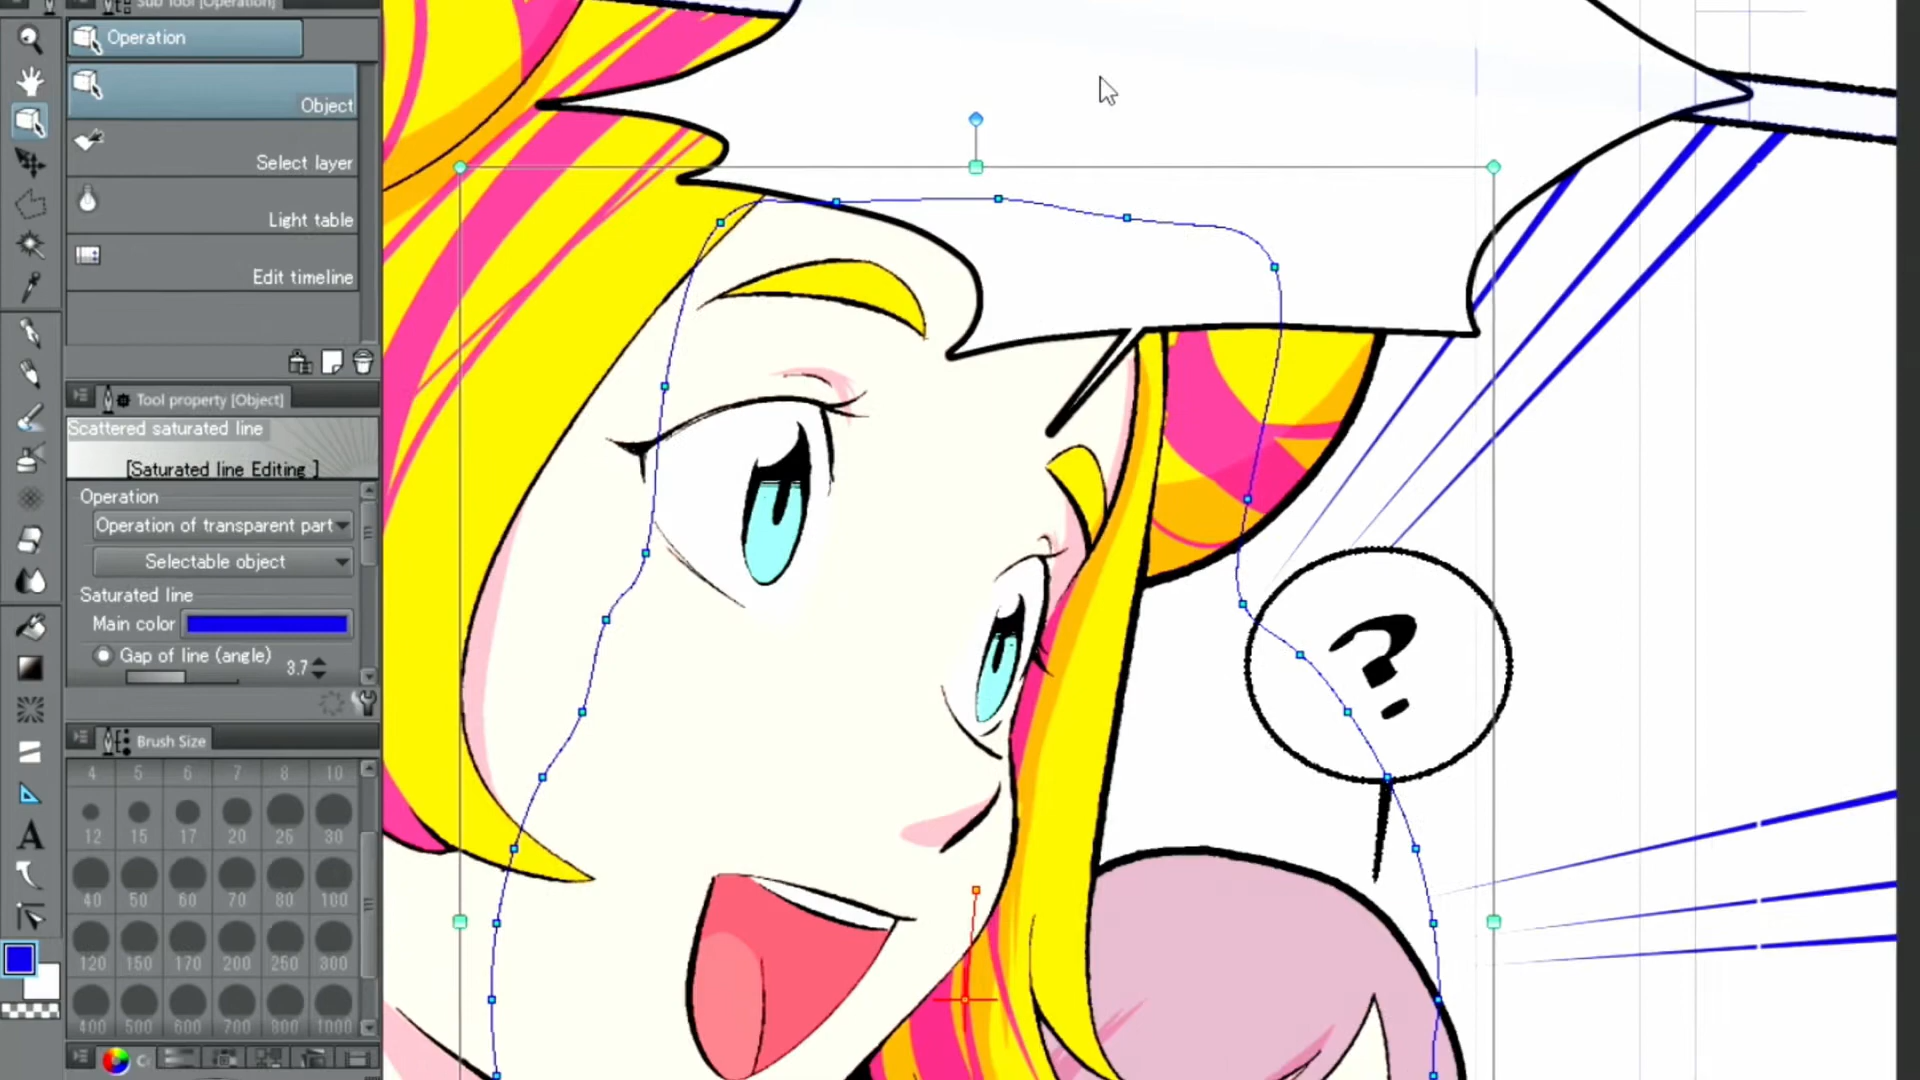 Sub Tool [Operation]
Operation
Object
Select layer
Light table
Edit timeline
Tool property [Object]
Scattered saturated line
[Saturated line Editing ]
Operation
Operation of transparent part
Selectable object
Saturated line
Main color
Gap of line (angle) 3.7
Brush Size
4 5 6 7 8 10
12 15 17 20 25 30
40 50 60 70 80 100
120 150 170 200 250 300
400 500 600 700 800 1000
A
?